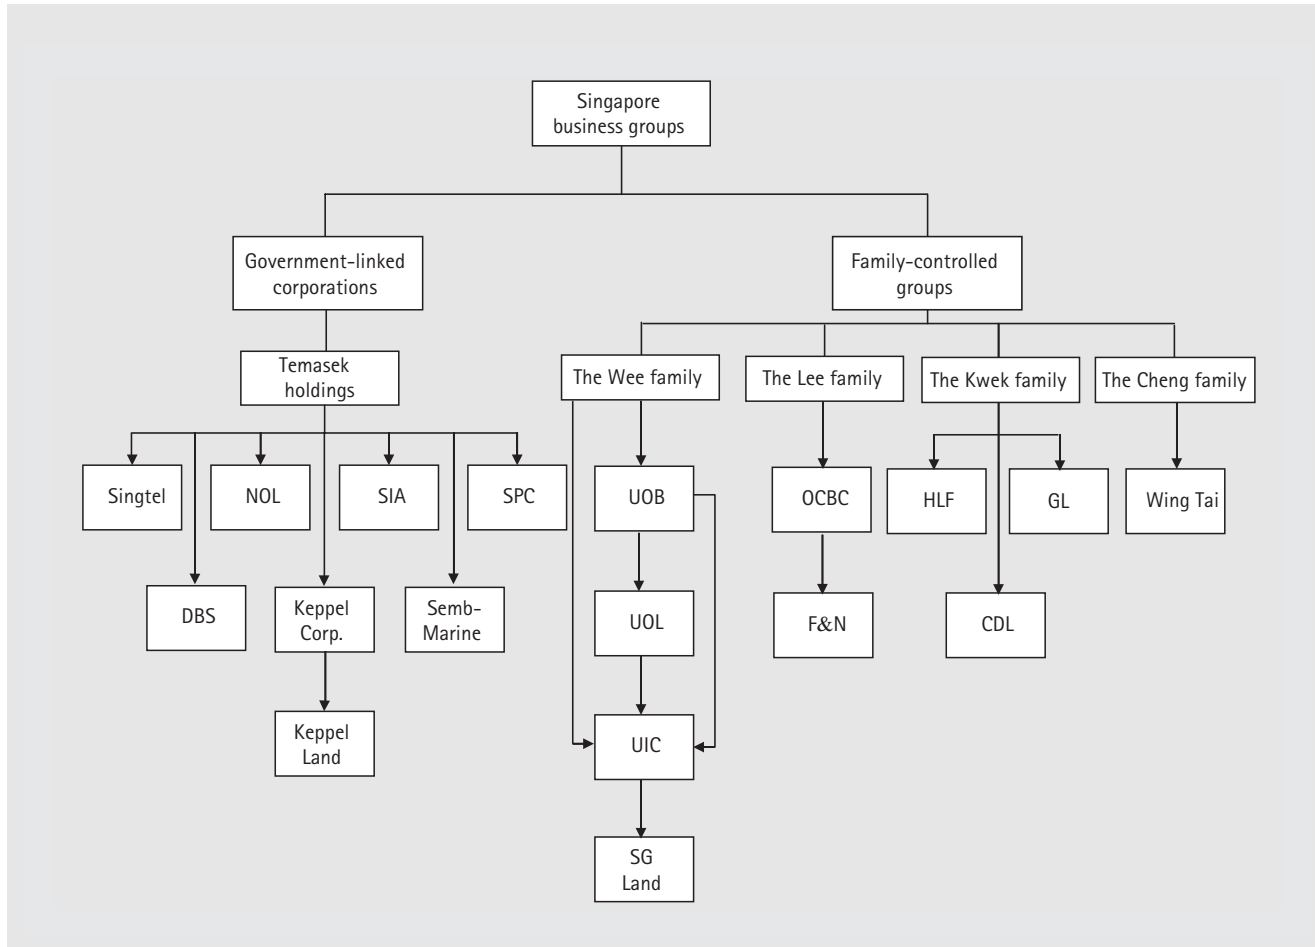 Singapore
business groups
Government-linked
corporations
Family-controlled
groups
Temasek
holdings
The Wee family
The Lee family
The Kwek family
The Cheng family
Singtel
NOL
SIA
SPC
UOB
OCBC
HLF
GL
Wing Tai
DBS
Keppel
Corp.
Semb-
Marine
UOL
F&N
CDL
Keppel
Land
UIC
SG
Land